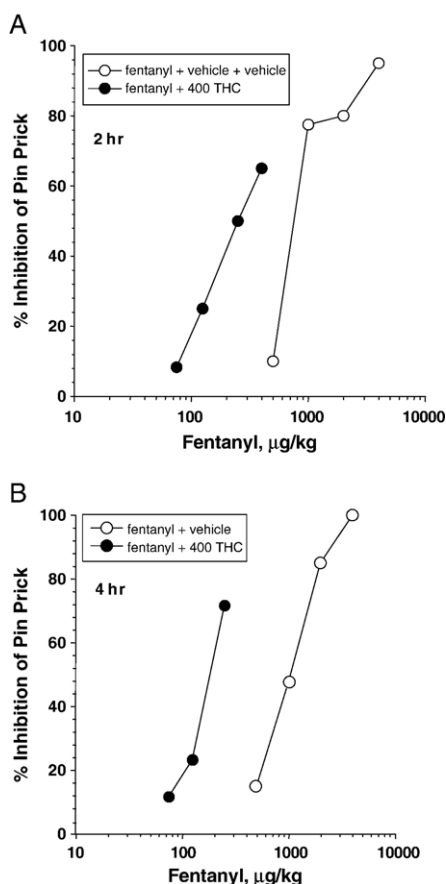 A
100
80
60
40
20
0
% Inhibition of Pin Prick
fentanyl + vehicle + vehicle
fentanyl + 400 THC
2 hr
10 100 1000 10000
Fentanyl, μg/kg
B
100
80
60
40
20
0
% Inhibition of Pin Prick
fentanyl + vehicle
fentanyl + 400 THC
4 hr
10 100 1000 10000
Fentanyl, μg/kg